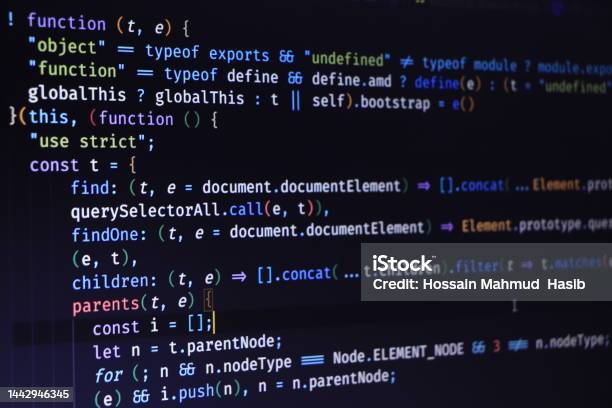 ! function (t, e) {
"object" == typeof exports && "undefined" ≠ typeof module ? module.expo
"function" == typeof define && define.amd ? define(e) : (t = "undefined"
globalThis ? globalThis : t || self).bootstrap = e()
}(this, (function () {
"use strict";
const t = {
find: (t, e = document.documentElement) ⇒ [].concat( ... Element.prot
querySelectorAll.call(e, t)),
findOne: (t, e = document.documentElement) ⇒ Element.prototype.que
(e, t),
children: (t, e) ⇒ [].concat( ... t.children).filter(t ⇒ t.matches(e
parents(t, e) {
const i = [];
let n = t.parentNode;
for (; n && n.nodeType === Node.ELEMENT_NODE && 3 ≢ n.nodeType;
(e) && i.push(n), n = n.parentNode;
iStock
Credit: Hossain Mahmud Hasib
1442946345